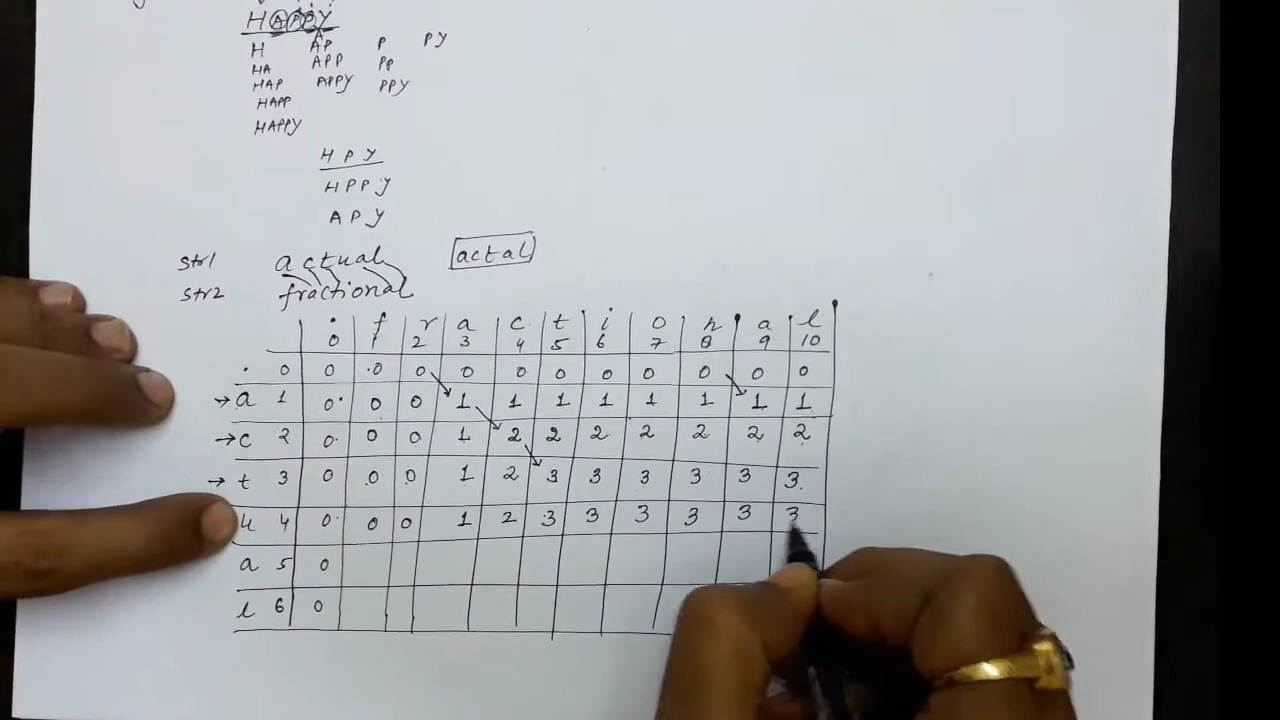 HAPPY
A
H AP P PY
HA APP PP
HAP APPY PPY
HAPP
HAPPY
H P Y
H P P Y
A P Y
str1 actual actal
str2 fractional
. f r a c t i o n a l
0 1 2 3 4 5 6 7 8 9 10
. 0 0 0 0 0 0 0 0 0 0 0 0
→ a 1 0 0 0 1 1 1 1 1 1 1 1
→ c 2 0 0 0 1 2 2 2 2 2 2 2
→ t 3 0 0 0 1 2 3 3 3 3 3 3
u 4 0 0 0 1 2 3 3 3 3 3 3
a 5 0
l 6 0